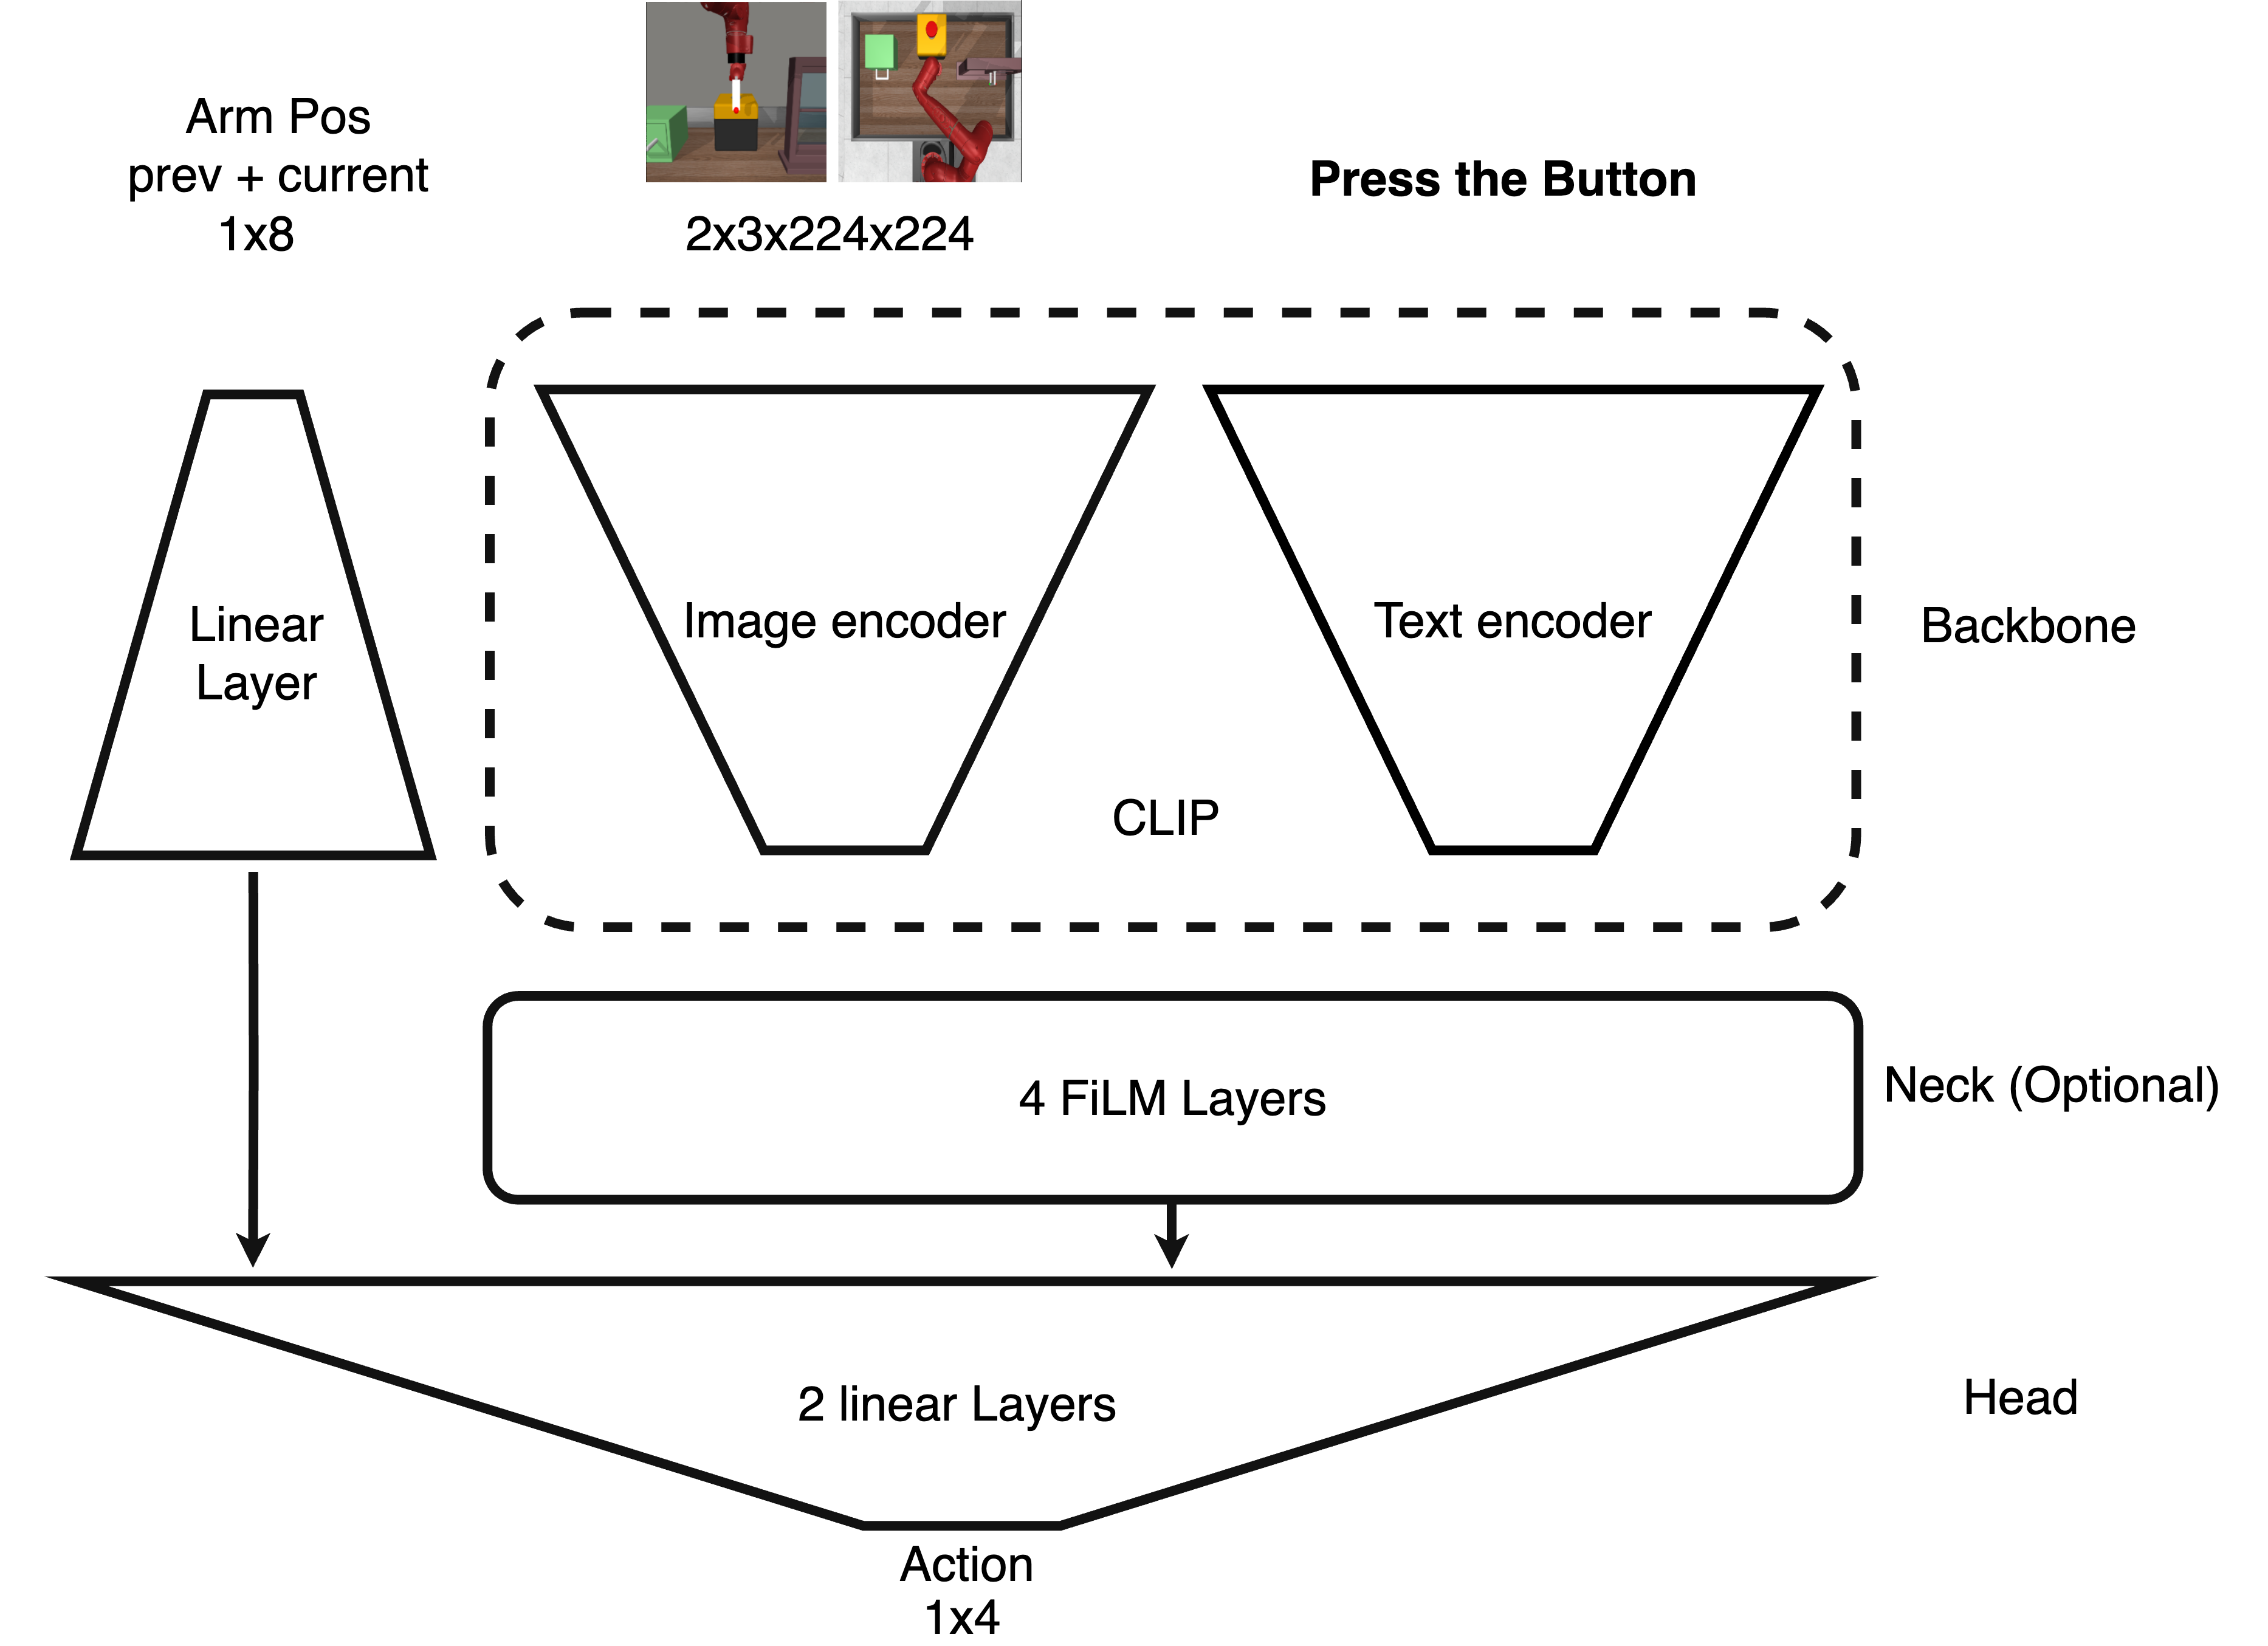 Arm Pos
prev + current
1x8
2x3x224x224
Press the Button
Linear
Layer
Image encoder
Text encoder
CLIP
Backbone
4 FiLM Layers
Neck (Optional)
2 linear Layers
Head
Action
1x4